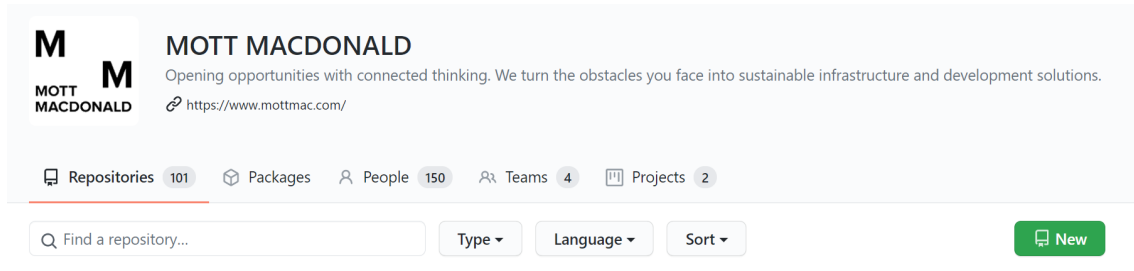 M
M
MOTT
MACDONALD
MOTT MACDONALD
Opening opportunities with connected thinking. We turn the obstacles you face into sustainable infrastructure and development solutions.
https://www.mottmac.com/
Repositories 101 Packages People 150 Teams 4 Projects 2
Find a repository... Type Language Sort New